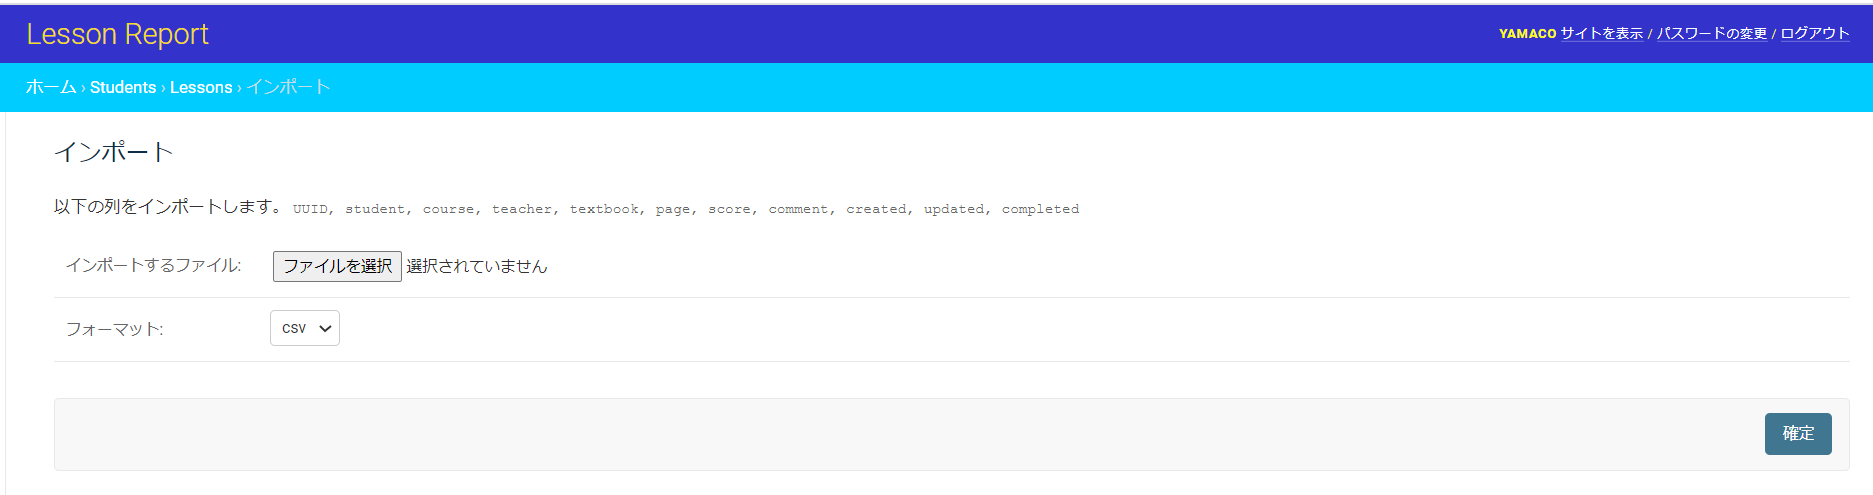 Lesson Report
YAMACO サイトを表示 / パスワードの変更 / ログアウト
ホーム › Students › Lessons › インポート
インポート
以下の列をインポートします。 UUID, student, course, teacher, textbook, page, score, comment, created, updated, completed
インポートするファイル: ファイルを選択 選択されていません
フォーマット: csv
確定